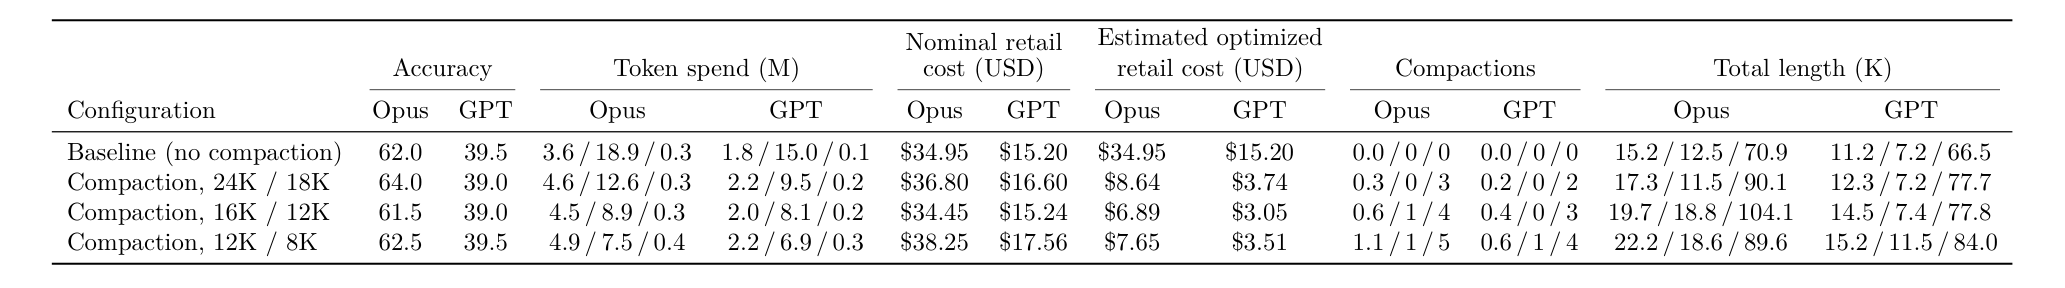 Nominal retail Estimated optimized
Accuracy Token spend (M) cost (USD) retail cost (USD) Compactions Total length (K)
Configuration Opus GPT Opus GPT Opus GPT Opus GPT Opus GPT Opus GPT
Baseline (no compaction) 62.0 39.5 3.6 / 18.9 / 0.3 1.8 / 15.0 / 0.1 $34.95 $15.20 $34.95 $15.20 0.0 / 0 / 0 0.0 / 0 / 0 15.2 / 12.5 / 70.9 11.2 / 7.2 / 66.5
Compaction, 24K / 18K 64.0 39.0 4.6 / 12.6 / 0.3 2.2 / 9.5 / 0.2 $36.80 $16.60 $8.64 $3.74 0.3 / 0 / 3 0.2 / 0 / 2 17.3 / 11.5 / 90.1 12.3 / 7.2 / 77.7
Compaction, 16K / 12K 61.5 39.0 4.5 / 8.9 / 0.3 2.0 / 8.1 / 0.2 $34.45 $15.24 $6.89 $3.05 0.6 / 1 / 4 0.4 / 0 / 3 19.7 / 18.8 / 104.1 14.5 / 7.4 / 77.8
Compaction, 12K / 8K 62.5 39.5 4.9 / 7.5 / 0.4 2.2 / 6.9 / 0.3 $38.25 $17.56 $7.65 $3.51 1.1 / 1 / 5 0.6 / 1 / 4 22.2 / 18.6 / 89.6 15.2 / 11.5 / 84.0